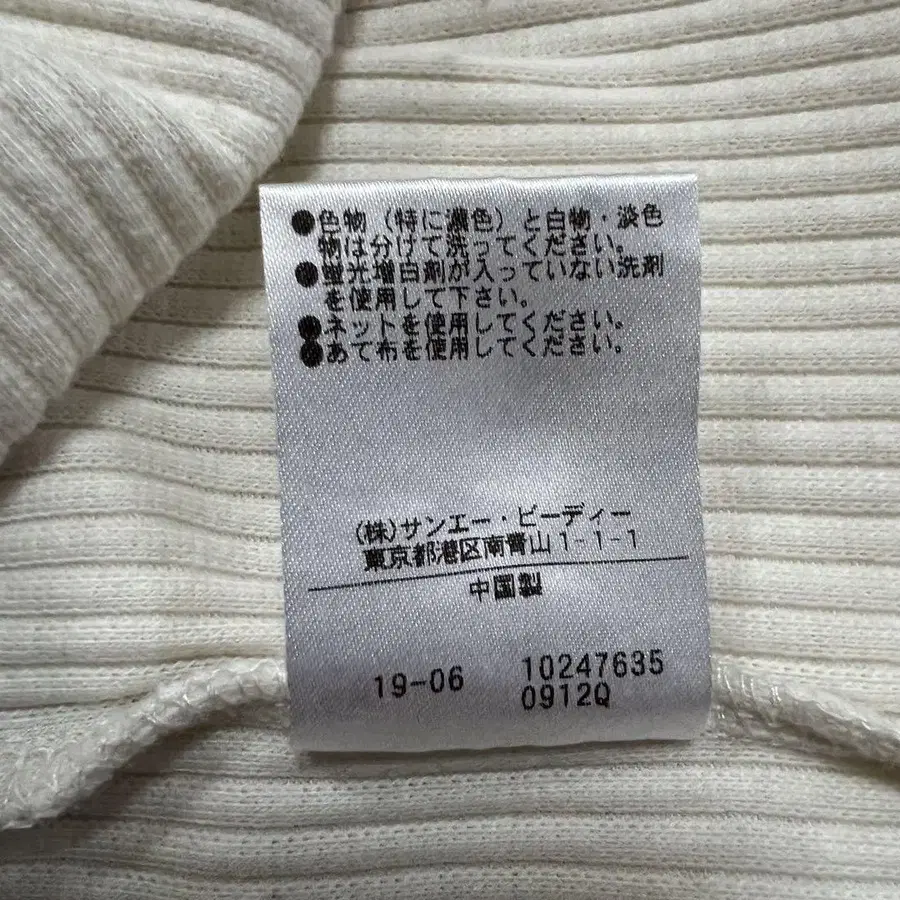 ●色物（特に濃色）と白物・淡色
物は分けて洗ってください。
●蛍光増白剤が入っていない洗剤
を使用して下さい。
●ネットを使用してください。
●あて布を使用してください。
(株)サンエー・ビーディー
東京都港区南青山1-1-1
中国製
19-06 10247635
0912Q